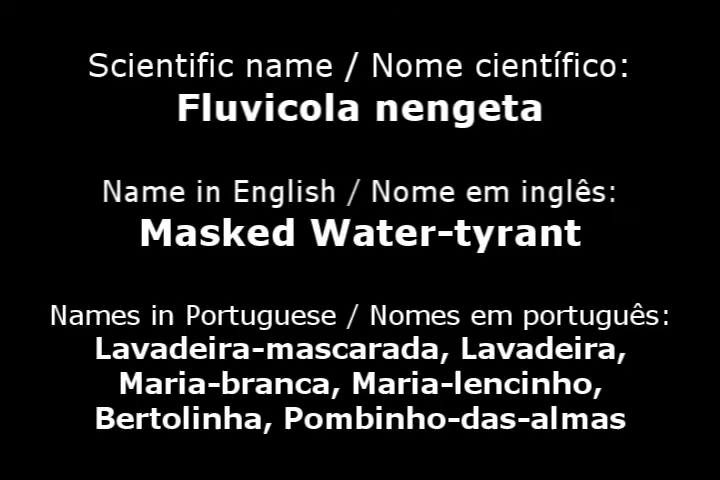 Scientific name / Nome científico:
Fluvicola nengeta
Name in English / Nome em inglês:
Masked Water-tyrant
Names in Portuguese / Nomes em português:
Lavadeira-mascarada, Lavadeira,
Maria-branca, Maria-lencinho,
Bertolinha, Pombinho-das-almas